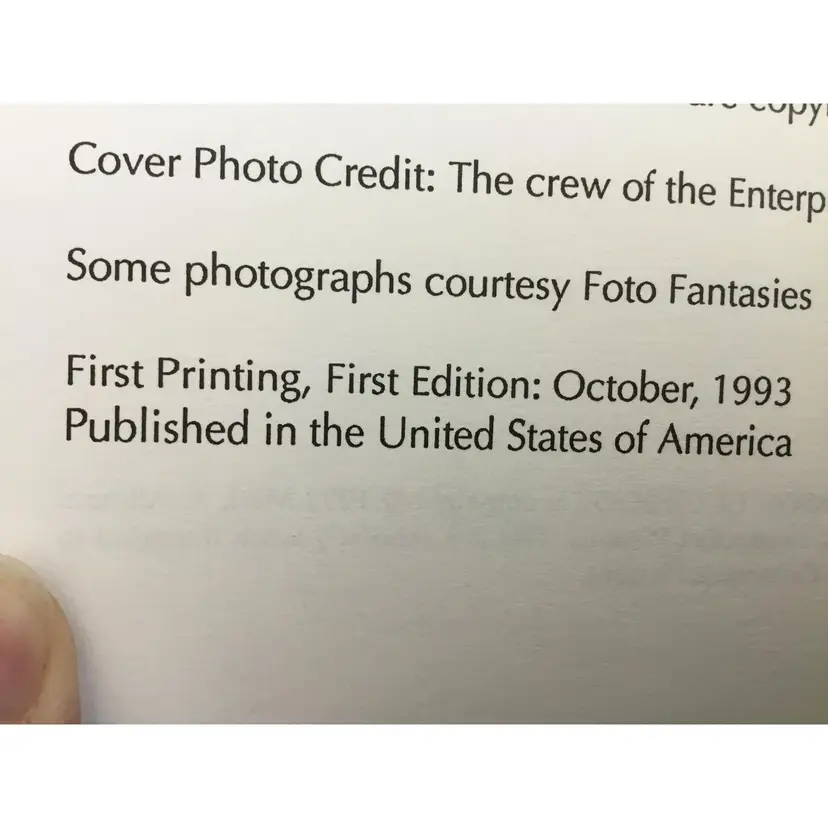 copy
Cover Photo Credit: The crew of the Enterp
Some photographs courtesy Foto Fantasies
First Printing, First Edition: October, 1993
Published in the United States of America